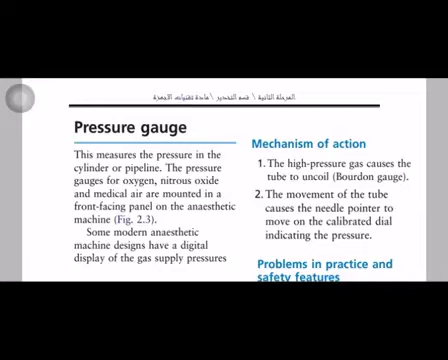 المرحلة الثانية \ قسم التخدير \ مادة تقنيات الاجهزة
Pressure gauge
This measures the pressure in the
cylinder or pipeline. The pressure
gauges for oxygen, nitrous oxide
and medical air are mounted in a
front-facing panel on the anaesthetic
machine (Fig. 2.3).
Some modern anaesthetic
machine designs have a digital
display of the gas supply pressures
Mechanism of action
1. The high-pressure gas causes the
tube to uncoil (Bourdon gauge).
2. The movement of the tube
causes the needle pointer to
move on the calibrated dial
indicating the pressure.
Problems in practice and
safety features